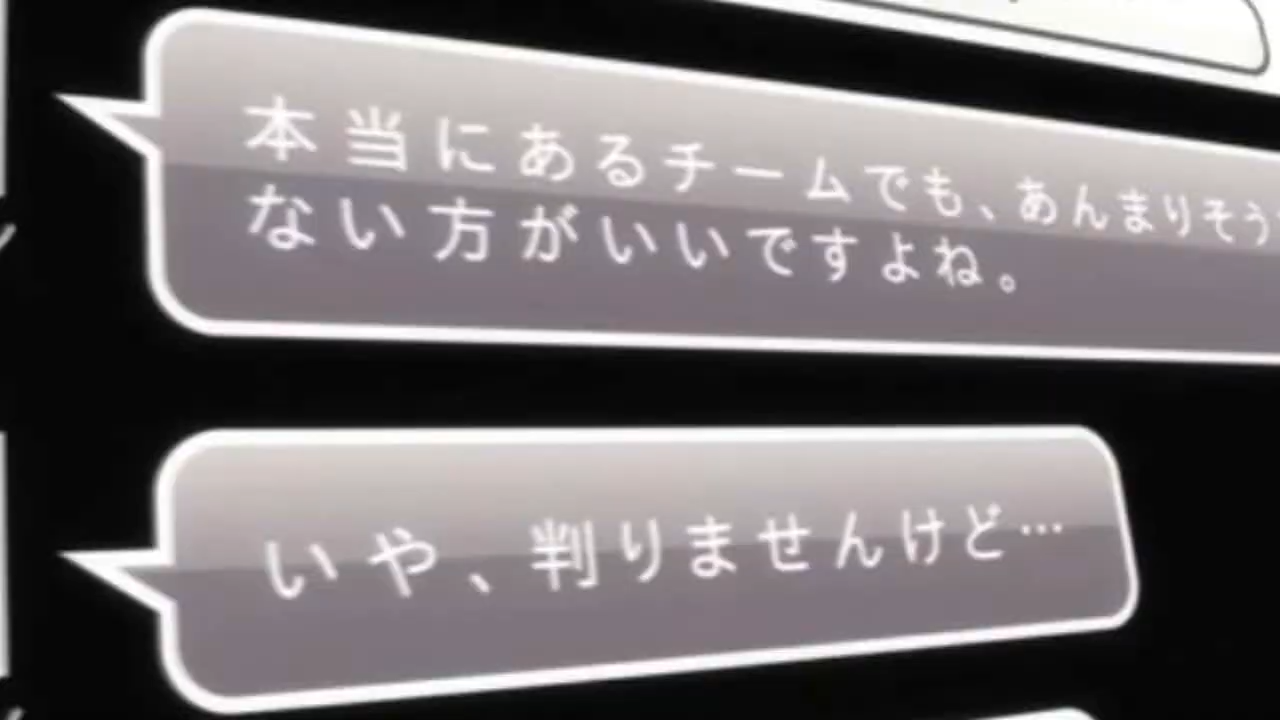 本当にあるチームでも、あんまりそう
ない方がいいですよね。
いや、判りませんけど…